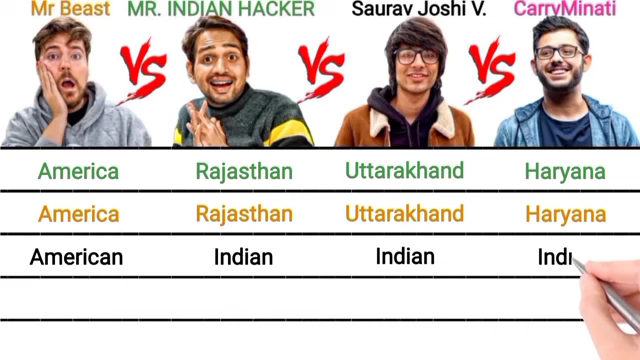 Mr Beast MR. INDIAN HACKER Saurav Joshi V. CarryMinati
VS VS VS
America Rajasthan Uttarakhand Haryana
America Rajasthan Uttarakhand Haryana
American Indian Indian Indi